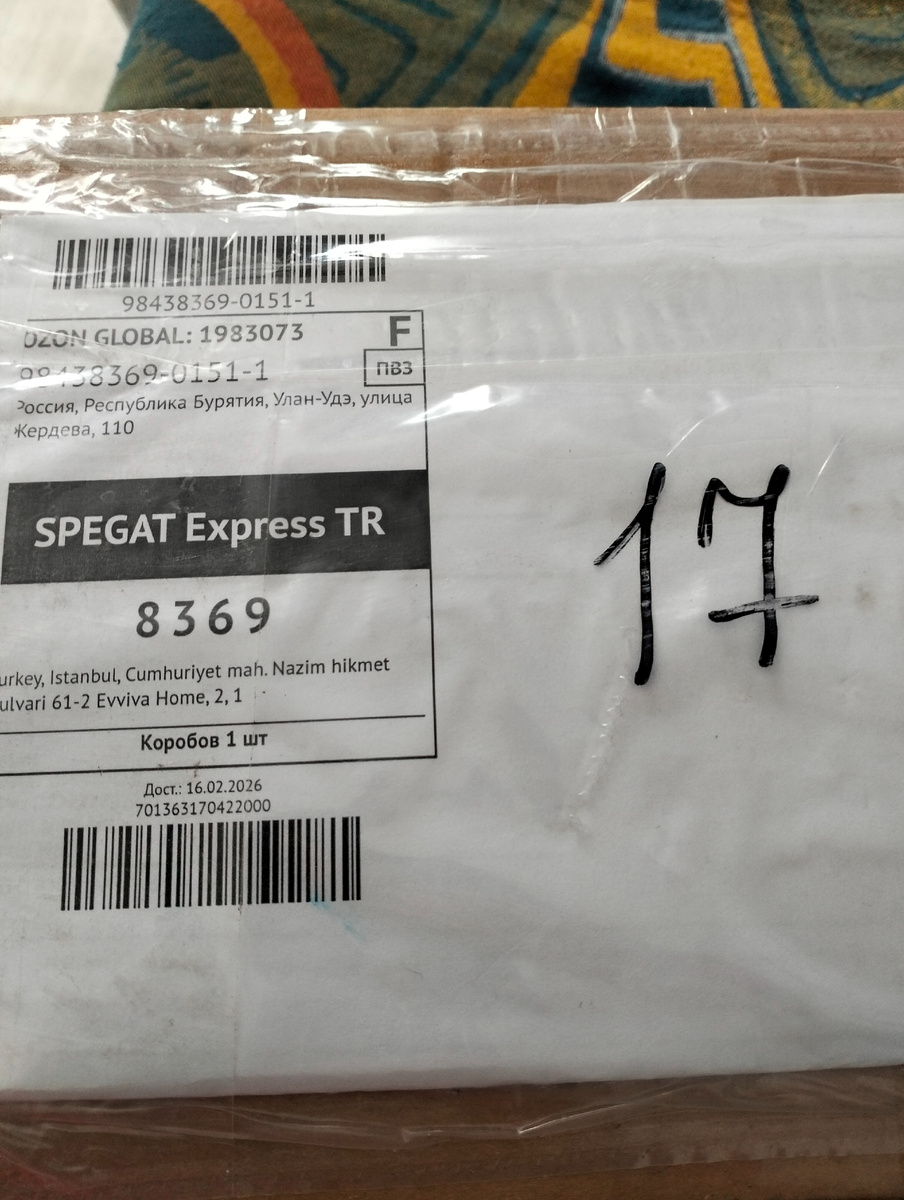 98438369-0151-1
OZON GLOBAL: 1983073
F
98438369-0151-1
ПВЗ
Россия, Республика Бурятия, Улан-Удэ, улица
Жердева, 110
SPEGAT Express TR
8369
urkey, Istanbul, Cumhuriyet mah. Nazim hikmet
ulvari 61-2 Evviva Home, 2, 1
Коробов 1 шт
Дост.: 16.02.2026
701363170422000
17